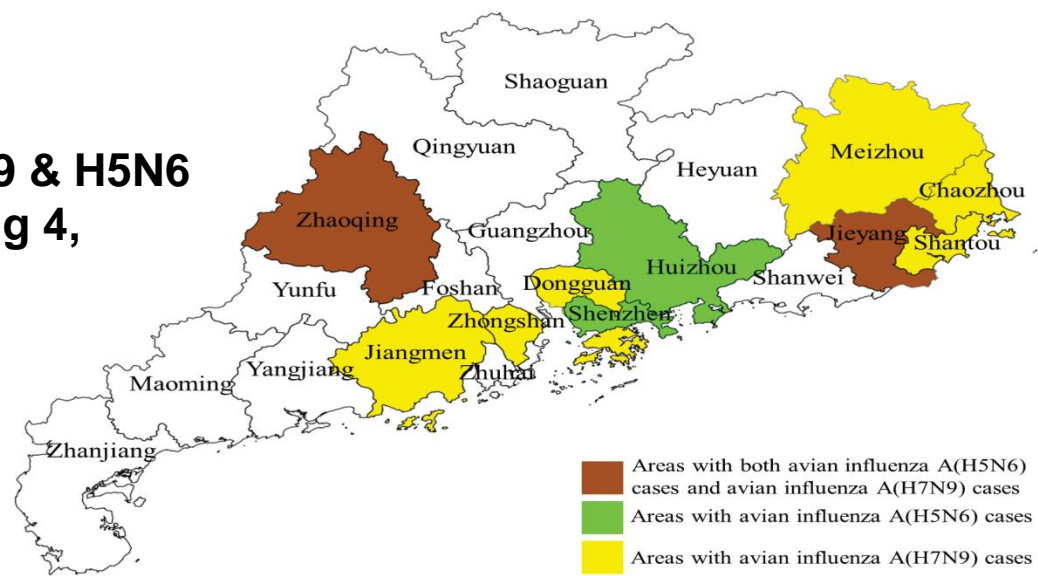 9 & H5N6
g 4,
Shaoguan
Qingyuan
Heyuan
Meizhou
Chaozhou
Zhaoqing
Guangzhou
Jieyang
Shantou
Huizhou
Shanwei
Yunfu
Foshan
Dongguan
Zhongshan
Shenzhen
Jiangmen
Yangjiang
Zhuhai
Maoming
Zhanjiang
Areas with both avian influenza A(H5N6)
cases and avian influenza A(H7N9) cases
Areas with avian influenza A(H5N6) cases
Areas with avian influenza A(H7N9) cases